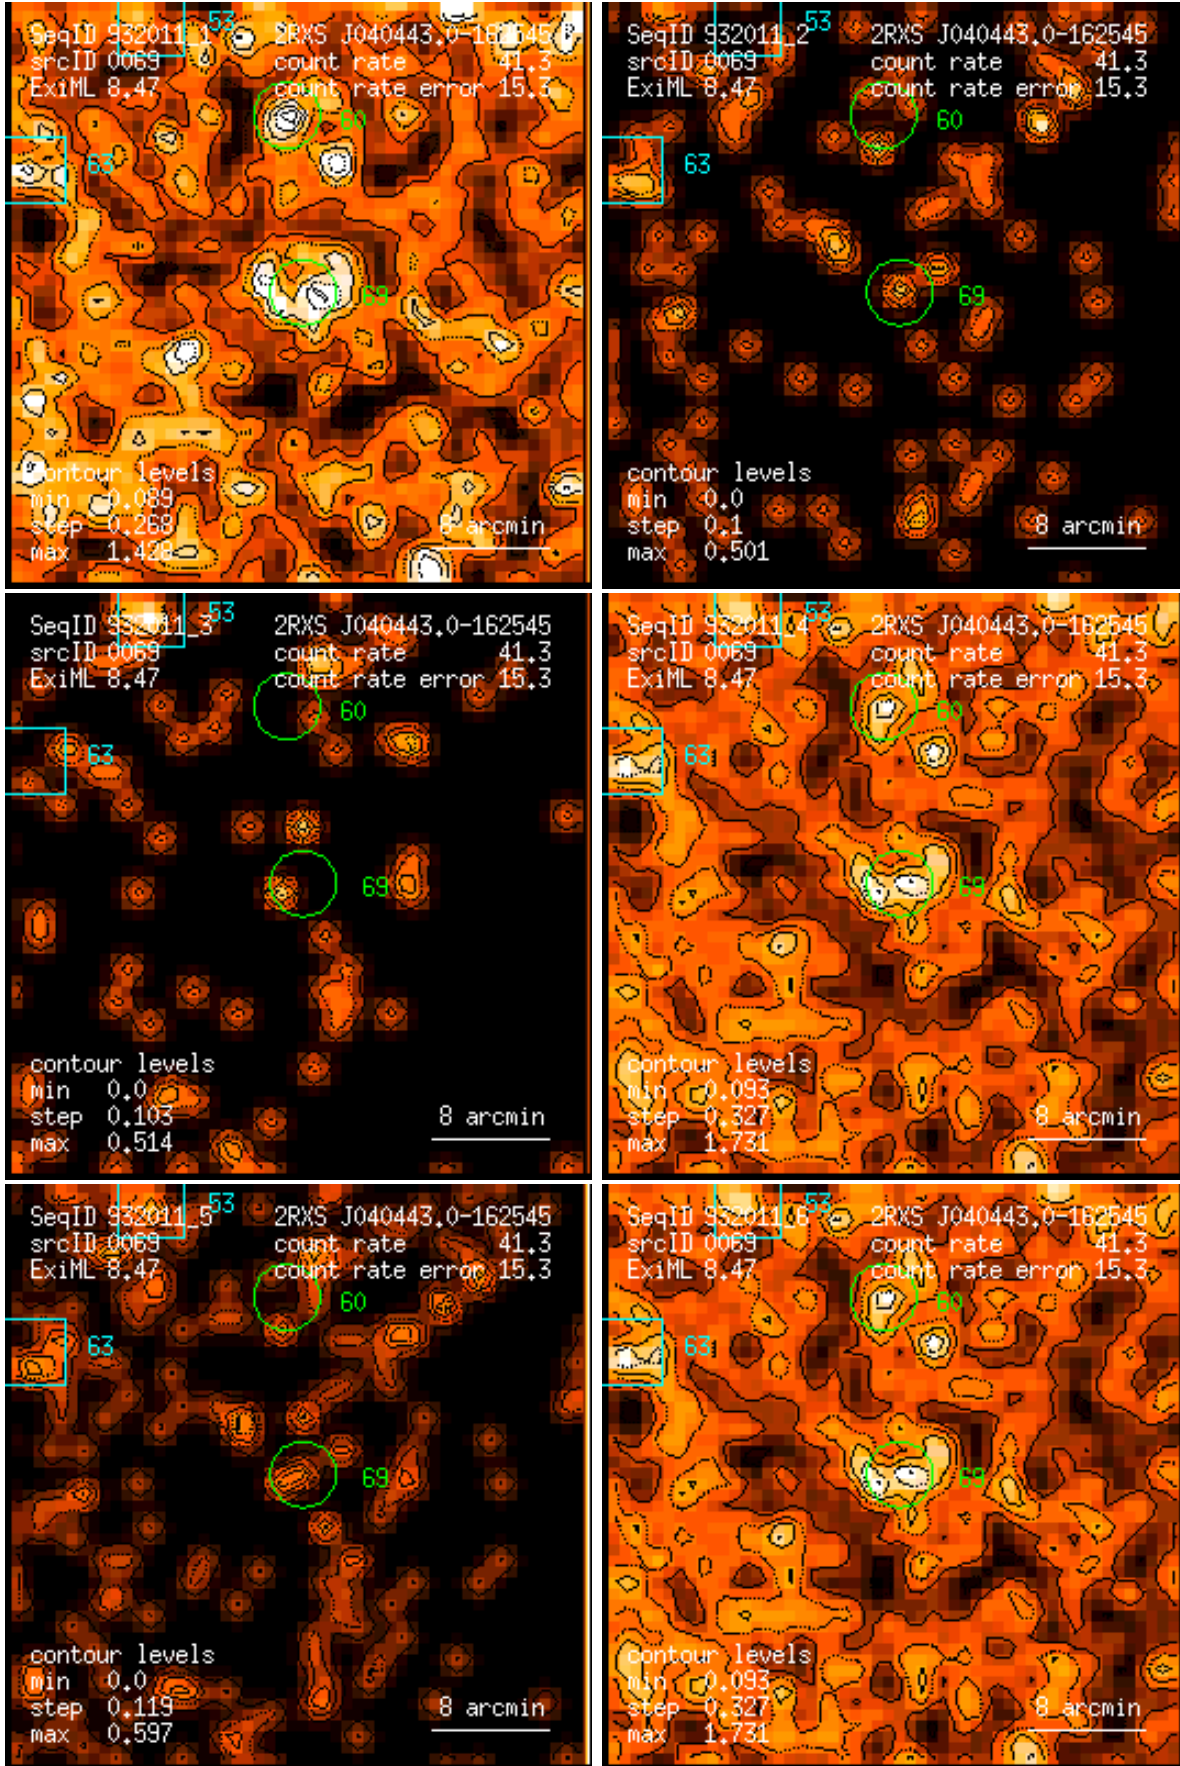 53
SeqID 932011_1 2RXS J040443.0-162545
srcID 0069 count rate 41.3
ExiML 8.47 count rate error 15.3
60
63
69
contour levels
min 0.089
step 0.268
max 1.428
8 arcmin
53
SeqID 932011_2 2RXS J040443.0-162545
srcID 0069 count rate 41.3
ExiML 8.47 count rate error 15.3
60
63
69
contour levels
min 0.0
step 0.1
max 0.501
8 arcmin
53
SeqID 932011_3 2RXS J040443.0-162545
srcID 0069 count rate 41.3
ExiML 8.47 count rate error 15.3
60
63
69
contour levels
min 0.0
step 0.103
max 0.514
8 arcmin
53
SeqID 932011_4 2RXS J040443.0-162545
srcID 0069 count rate 41.3
ExiML 8.47 count rate error 15.3
60
63
69
contour levels
min 0.093
step 0.327
max 1.731
8 arcmin
53
SeqID 932011_5 2RXS J040443.0-162545
srcID 0069 count rate 41.3
ExiML 8.47 count rate error 15.3
60
63
69
contour levels
min 0.0
step 0.119
max 0.597
8 arcmin
53
SeqID 932011_6 2RXS J040443.0-162545
srcID 0069 count rate 41.3
ExiML 8.47 count rate error 15.3
60
63
69
contour levels
min 0.093
step 0.327
max 1.731
8 arcmin